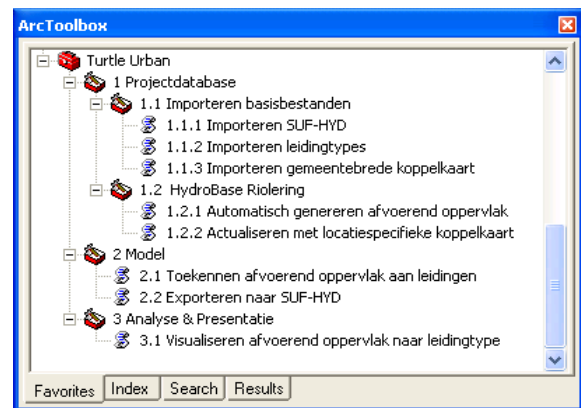 ArcToolbox
Turtle Urban
1 Projectdatabase
1.1 Importeren basisbestanden
1.1.1 Importeren SUF-HYD
1.1.2 Importeren leidingtypes
1.1.3 Importeren gemeentebrede koppelkaart
1.2 HydroBase Riolering
1.2.1 Automatisch genereren afvoerend oppervlak
1.2.2 Actualiseren met locatiespecifieke koppelkaart
2 Model
2.1 Toekennen afvoerend oppervlak aan leidingen
2.2 Exporteren naar SUF-HYD
3 Analyse & Presentatie
3.1 Visualiseren afvoerend oppervlak naar leidingtype
Favorites Index Search Results